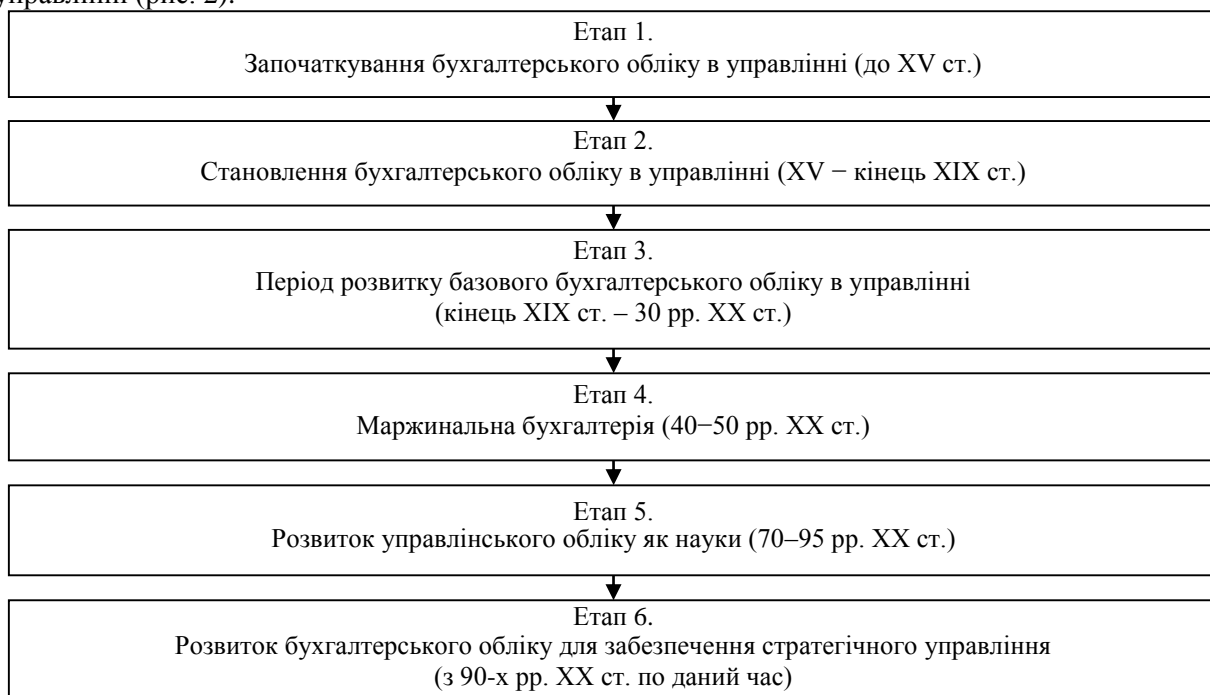 управлінні (рис. 2).
Етап 1.
Започаткування бухгалтерського обліку в управлінні (до XV ст.)
Етап 2.
Становлення бухгалтерського обліку в управлінні (XV − кінець XIX ст.)
Етап 3.
Період розвитку базового бухгалтерського обліку в управлінні
(кінець XIX ст. – 30 рр. XX ст.)
Етап 4.
Маржинальна бухгалтерія (40−50 рр. XX ст.)
Етап 5.
Розвиток управлінського обліку як науки (70–95 рр. XX ст.)
Етап 6.
Розвиток бухгалтерського обліку для забезпечення стратегічного управління
(з 90-х рр. XX ст. по даний час)